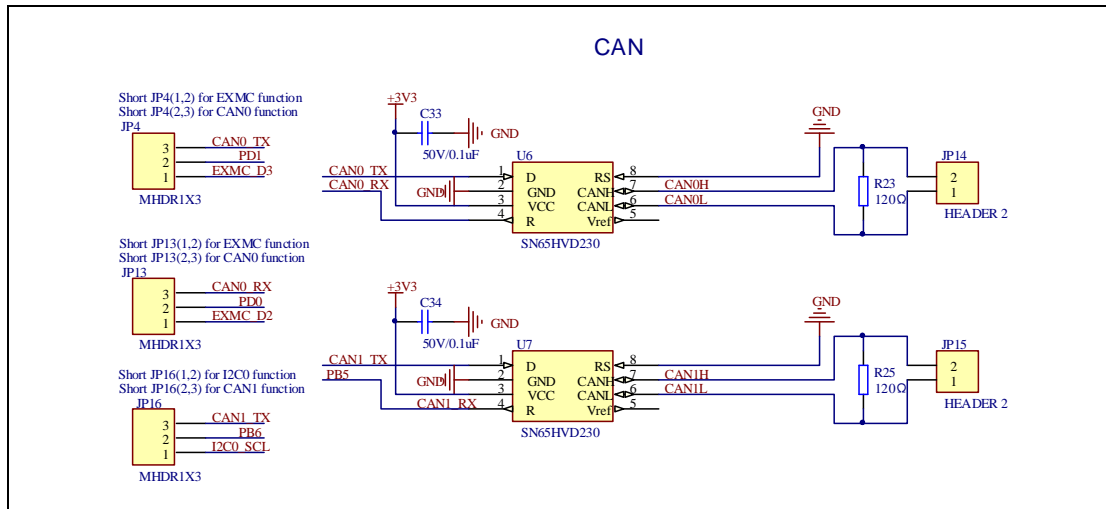 CAN
Short JP4(1,2) for EXMC function
Short JP4(2,3) for CAN0 function
JP4
3 CAN0_TX
2 PD1
1 EXMC_D3
MHDR1X3
+3V3
C33
GND
50V/0.1uF
U6
CAN0_TX 1 D RS 8
CAN0_RX GND 2 GND CANH 7 CAN0H
3 VCC CANL 6 CAN0L
4 R Vref 5
SN65HVD230
GND
R23
120Ω
JP14
2
1
HEADER 2
Short JP13(1,2) for EXMC function
Short JP13(2,3) for CAN0 function
JP13
3 CAN0_RX
2 PD0
1 EXMC_D2
MHDR1X3
+3V3
C34
GND
50V/0.1uF
U7
CAN1_TX 1 D RS 8
PB5 GND 2 GND CANH 7 CAN1H
3 VCC CANL 6 CAN1L
CAN1_RX 4 R Vref 5
SN65HVD230
GND
R25
120Ω
JP15
2
1
HEADER 2
Short JP16(1,2) for I2C0 function
Short JP16(2,3) for CAN1 function
JP16
3 CAN1_TX
2 PB6
1 I2C0_SCL
MHDR1X3